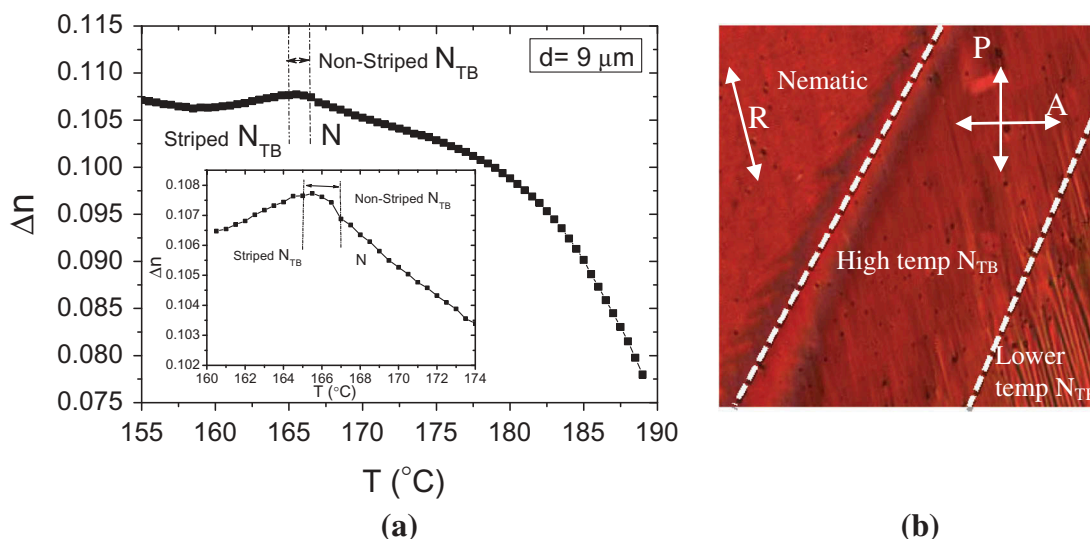 0.115
0.110
0.105
0.100
0.095
0.090
0.085
0.080
0.075
Δn
Non-Striped N_TB
d= 9 μm
Striped N_TB
N
0.108
0.107
0.106
0.105
0.104
0.103
0.102
Δn
Non-Striped N_TB
Striped N_TB
N
160 162 164 166 168 170 172 174
T (°C)
155 160 165 170 175 180 185 190
T (°C)
(a)
Nematic
P
R
A
High temp N_TB
Lower
temp N_TB
(b)